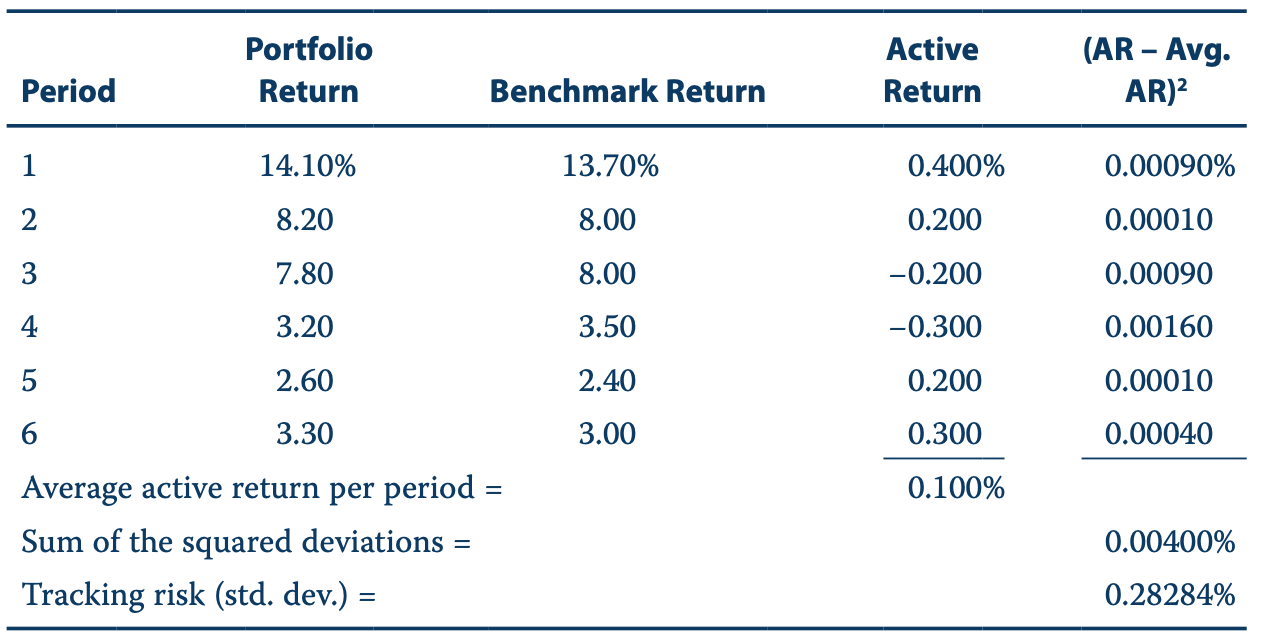 Portfolio Active (AR – Avg.
Period Return Benchmark Return Return AR)²
1 14.10% 13.70% 0.400% 0.00090%
2 8.20 8.00 0.200 0.00010
3 7.80 8.00 –0.200 0.00090
4 3.20 3.50 –0.300 0.00160
5 2.60 2.40 0.200 0.00010
6 3.30 3.00 0.300 0.00040
Average active return per period = 0.100%
Sum of the squared deviations = 0.00400%
Tracking risk (std. dev.) = 0.28284%